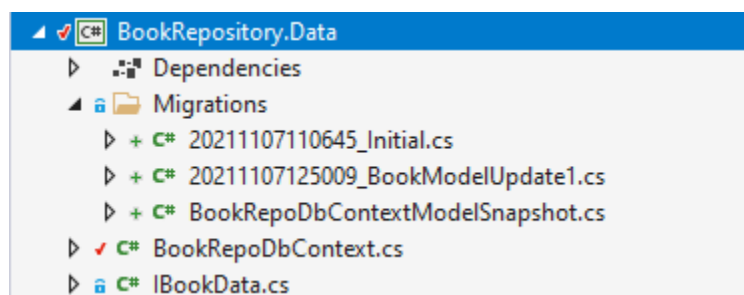 C# BookRepository.Data
Dependencies
Migrations
C# 20211107110645_Initial.cs
C# 20211107125009_BookModelUpdate1.cs
C# BookRepoDbContextModelSnapshot.cs
C# BookRepoDbContext.cs
C# IBookData.cs